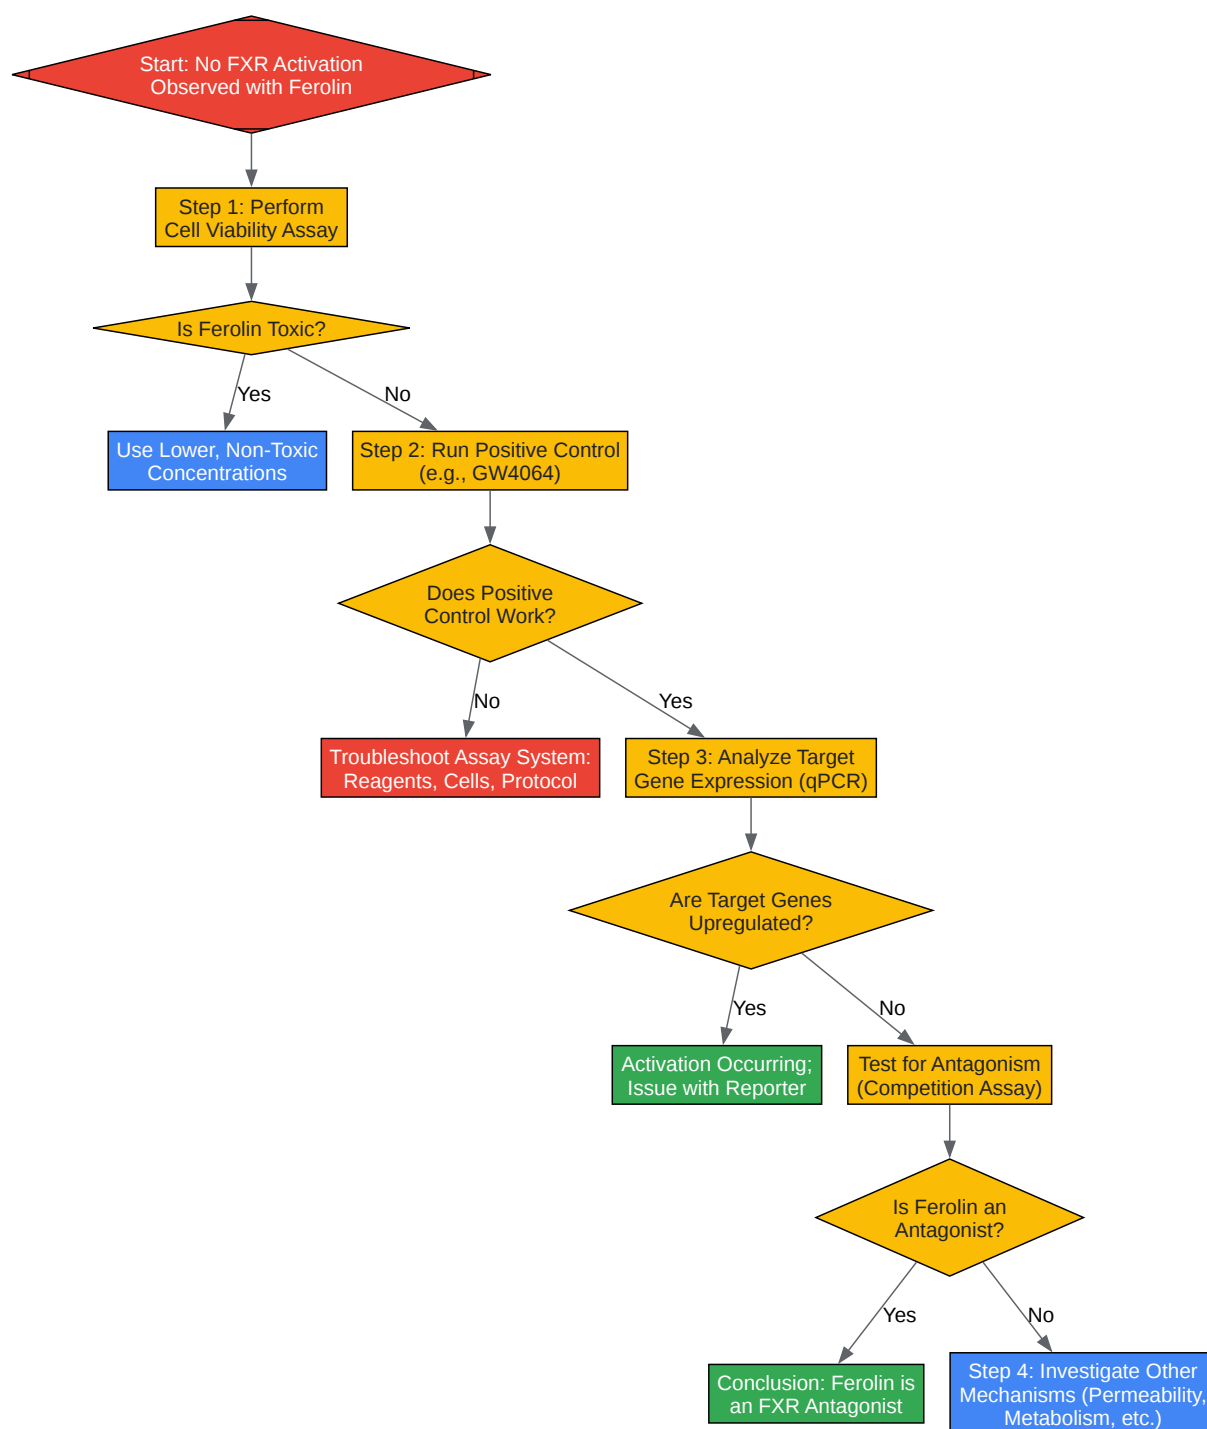 Start: No FXR Activation
Observed with Ferolin
Step 1: Perform
Cell Viability Assay
Is Ferolin Toxic?
Yes
No
Use Lower, Non-Toxic
Concentrations
Step 2: Run Positive Control
(e.g., GW4064)
Does Positive
Control Work?
No
Yes
Troubleshoot Assay System:
Reagents, Cells, Protocol
Step 3: Analyze Target
Gene Expression (qPCR)
Are Target Genes
Upregulated?
Yes
No
Activation Occurring;
Issue with Reporter
Test for Antagonism
(Competition Assay)
Is Ferolin an
Antagonist?
Yes
No
Conclusion: Ferolin is
an FXR Antagonist
Step 4: Investigate Other
Mechanisms (Permeability,
Metabolism, etc.)